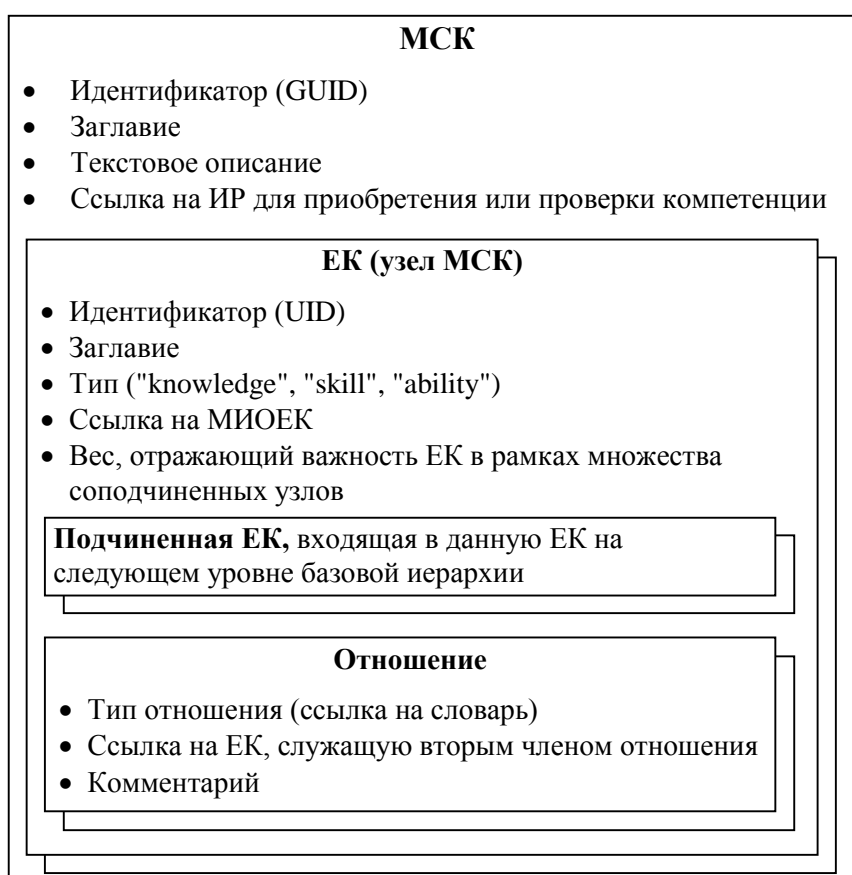 МСК
• Идентификатор (GUID)
• Заглавие
• Текстовое описание
• Ссылка на ИР для приобретения или проверки компетенции
ЕК (узел МСК)
• Идентификатор (UID)
• Заглавие
• Тип ("knowledge", "skill", "ability")
• Ссылка на МИОЕК
• Вес, отражающий важность ЕК в рамках множества
соподчиненных узлов
Подчиненная ЕК, входящая в данную ЕК на
следующем уровне базовой иерархии
Отношение
• Тип отношения (ссылка на словарь)
• Ссылка на ЕК, служащую вторым членом отношения
• Комментарий